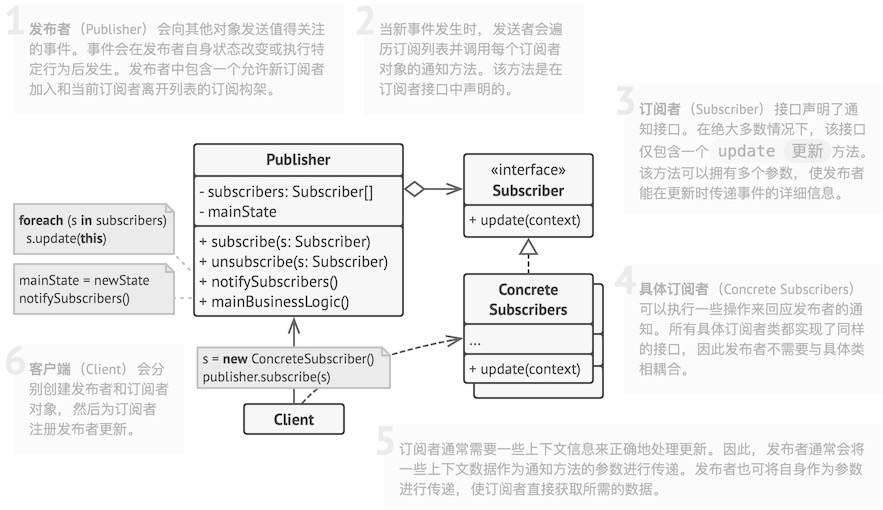 1
发布者（Publisher）会向其他对象发送值得关注
的事件。事件会在发布者自身状态改变或执行特
定行为后发生。发布者中包含一个允许新订阅者
加入和当前订阅者离开列表的订阅构架。
2
当新事件发生时，发送者会遍
历订阅列表并调用每个订阅者
对象的通知方法。该方法是在
订阅者接口中声明的。
3
订阅者（Subscriber）接口声明了通
知接口。在绝大多数情况下，该接口
仅包含一个 update 更新 方法。
该方法可以拥有多个参数，使发布者
能在更新时传递事件的详细信息。
Publisher
- subscribers: Subscriber[]
- mainState
+ subscribe(s: Subscriber)
+ unsubscribe(s: Subscriber)
+ notifySubscribers()
+ mainBusinessLogic()
«interface»
Subscriber
+ update(context)
foreach (s in subscribers)
s.update(this)
mainState = newState
notifySubscribers()
Concrete
Subscribers
...
+ update(context)
4
具体订阅者（Concrete Subscribers）
可以执行一些操作来回应发布者的通
知。所有具体订阅者类都实现了同样
的接口，因此发布者不需要与具体类
相耦合。
s = new ConcreteSubscriber()
publisher.subscribe(s)
Client
6
客户端（Client）会分
别创建发布者和订阅者
对象，然后为订阅者
注册发布者更新。
5
订阅者通常需要一些上下文信息来正确地处理更新。因此，发布者通常会将
一些上下文数据作为通知方法的参数进行传递。发布者也可将自身作为参数
进行传递，使订阅者直接获取所需的数据。